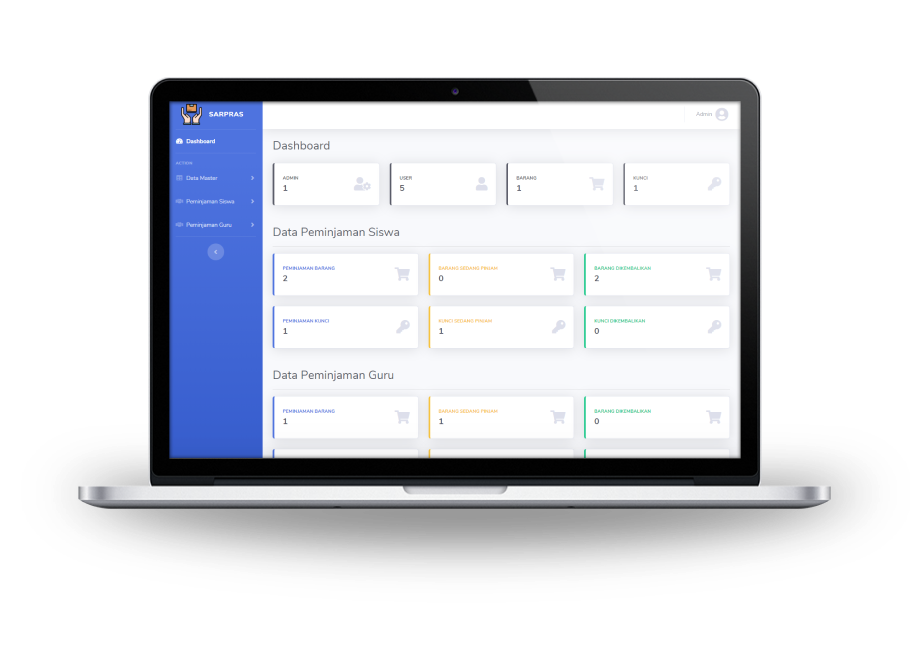 SARPRAS
Admin
Dashboard
ACTIONS
Data Master
Peminjaman Siswa
Peminjaman Guru
Dashboard
ADMIN
1
USER
5
BARANG
1
KUNCI
1
Data Peminjaman Siswa
PEMINJAMAN BARANG
2
BARANG SEDANG PINJAM
0
BARANG DIKEMBALIKAN
2
PEMINJAMAN KUNCI
1
KUNCI SEDANG PINJAM
1
KUNCI DIKEMBALIKAN
0
Data Peminjaman Guru
PEMINJAMAN BARANG
1
BARANG SEDANG PINJAM
1
BARANG DIKEMBALIKAN
0